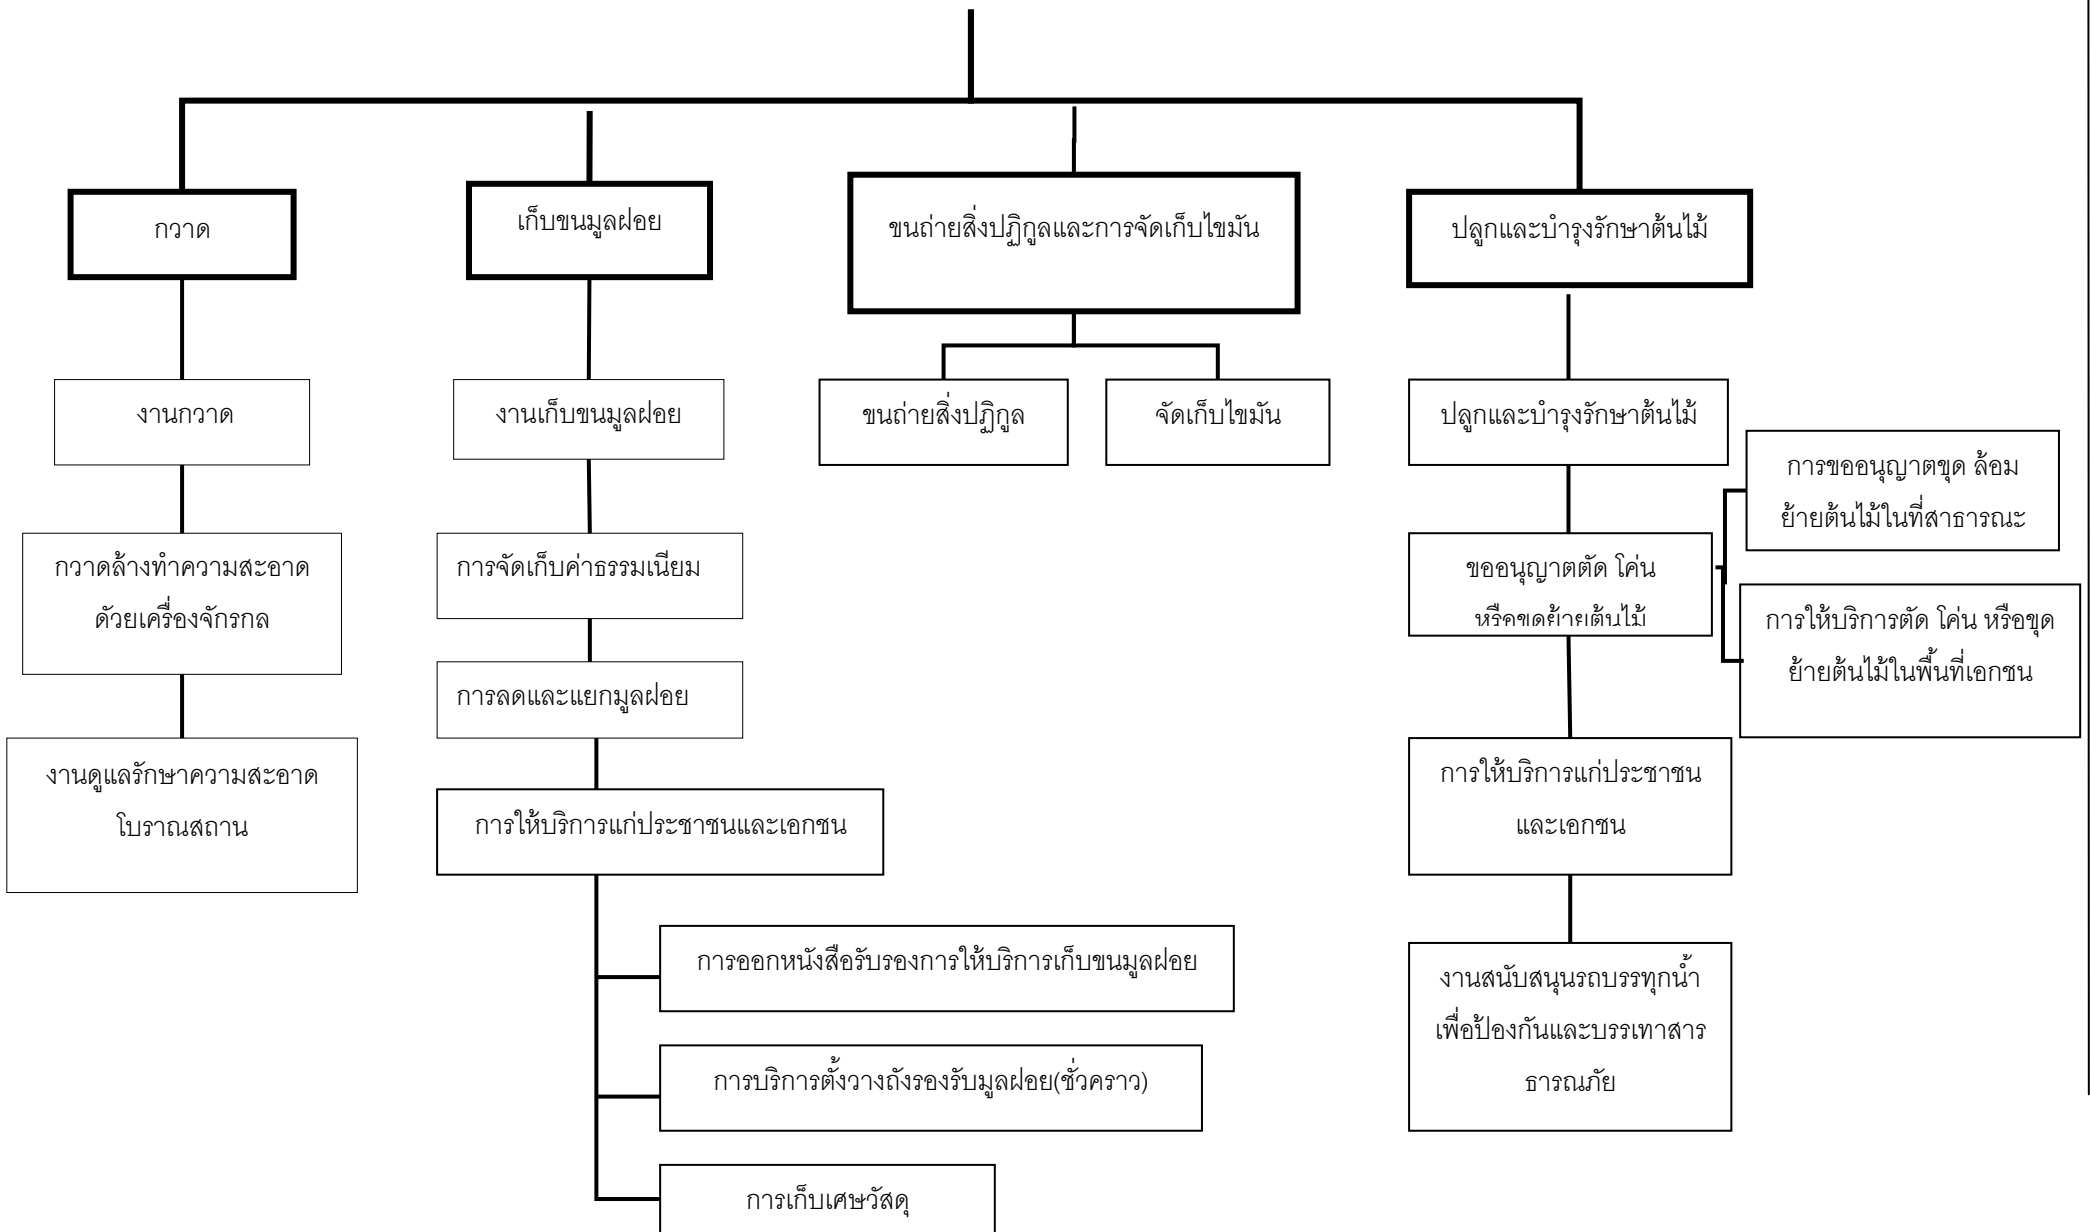 กวาด
เก็บขนมูลฝอย
ขนถ่ายสิ่งปฏิกูลและการจัดเก็บไขมัน
ปลูกและบำรุงรักษาต้นไม้
งานกวาด
กวาดล้างทำความสะอาด
ด้วยเครื่องจักรกล
งานดูแลรักษาความสะอาด
โบราณสถาน
งานเก็บขนมูลฝอย
การจัดเก็บค่าธรรมเนียม
การลดและแยกมูลฝอย
การให้บริการแก่ประชาชนและเอกชน
การออกหนังสือรับรองการให้บริการเก็บขนมูลฝอย
การบริการตั้งวางถังรองรับมูลฝอย(ชั่วคราว)
การเก็บเศษวัสดุ
ขนถ่ายสิ่งปฏิกูล
จัดเก็บไขมัน
ปลูกและบำรุงรักษาต้นไม้
ขออนุญาตตัด โค่น
หรือขุดย้ายต้นไม้
การขออนุญาตขุด ล้อม
ย้ายต้นไม้ในที่สาธารณะ
การให้บริการตัด โค่น หรือขุด
ย้ายต้นไม้ในพื้นที่เอกชน
การให้บริการแก่ประชาชน
และเอกชน
งานสนับสนุนรถบรรทุกน้ำ
เพื่อป้องกันและบรรเทาสาร
ธารณภัย